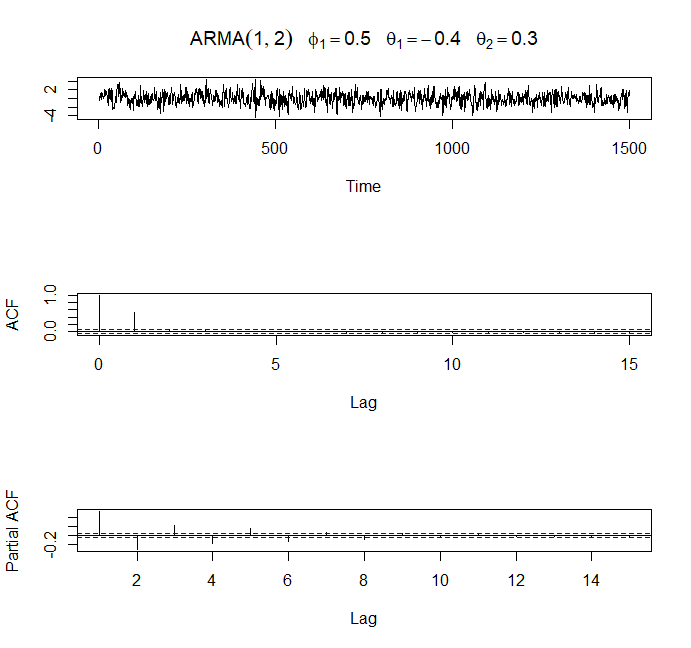 ARMA(1, 2) ϕ₁ = 0.5 θ₁ = −0.4 θ₂ = 0.3
2
-4
0 500 1000 1500
Time
ACF
1.0
0.0
0 5 10 15
Lag
Partial ACF
-0.2
2 4 6 8 10 12 14
Lag